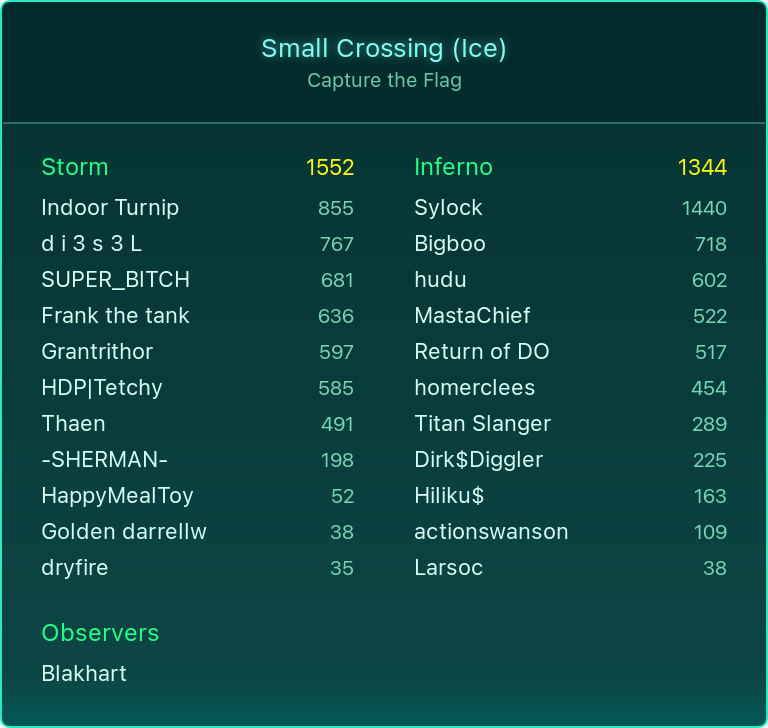 Small Crossing (Ice)
Capture the Flag
Storm 1552
Indoor Turnip 855
d i 3 s 3 L 767
SUPER_BITCH 681
Frank the tank 636
Grantrithor 597
HDP|Tetchy 585
Thaen 491
-SHERMAN- 198
HappyMealToy 52
Golden darrellw 38
dryfire 35
Inferno 1344
Sylock 1440
Bigboo 718
hudu 602
MastaChief 522
Return of DO 517
homerclees 454
Titan Slanger 289
Dirk$Diggler 225
Hiliku$ 163
actionswanson 109
Larsoc 38
Observers
Blakhart